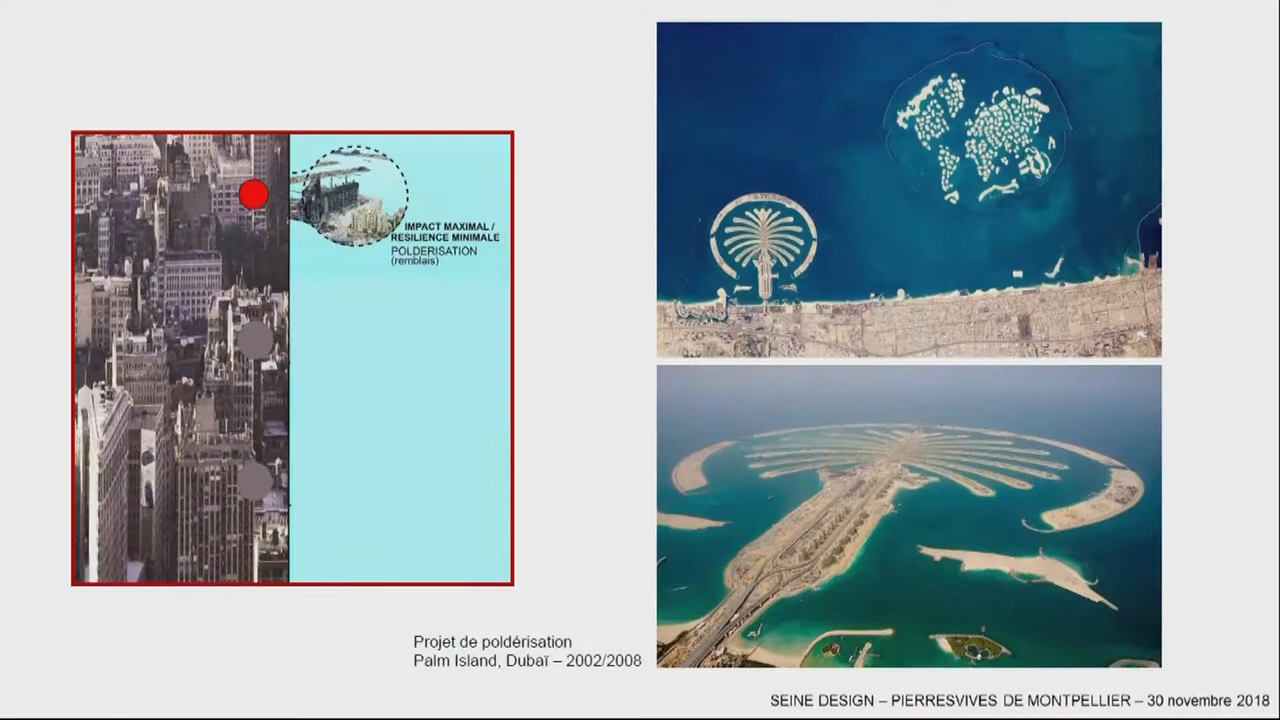 IMPACT MAXIMAL /
RESILIENCE MINIMALE
POLDERISATION
(remblais)
Projet de poldérisation
Palm Island, Dubaï – 2002/2008
SEINE DESIGN – PIERRESVIVES DE MONTPELLIER – 30 novembre 2018